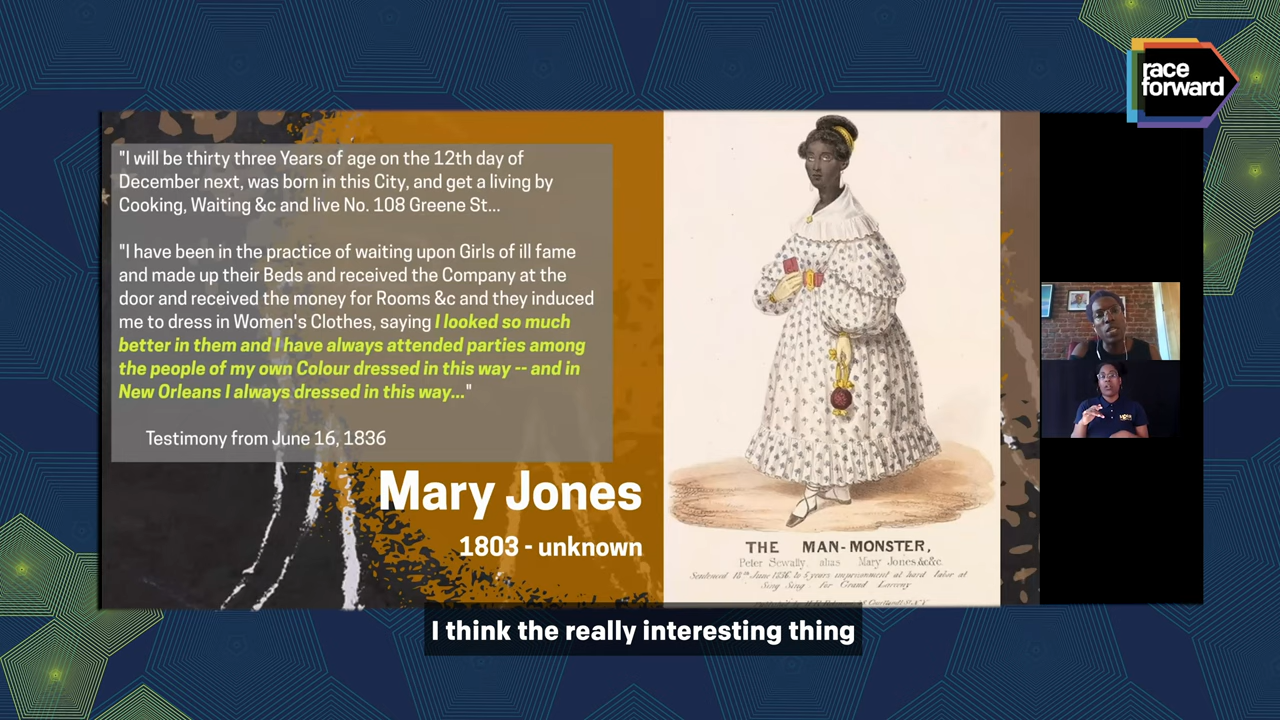 race
forward
"I will be thirty three Years of age on the 12th day of
December next, was born in this City, and get a living by
Cooking, Waiting &c and live No. 108 Greene St...
"I have been in the practice of waiting upon Girls of ill fame
and made up their Beds and received the Company at the
door and received the money for Rooms &c and they induced
me to dress in Women's Clothes, saying I looked so much
better in them and I have always attended parties among
the people of my own Colour dressed in this way -- and in
New Orleans I always dressed in this way..."
Testimony from June 16, 1836
Mary Jones
1803 - unknown
THE MAN-MONSTER,
Peter Sewally, alias Mary Jones &c&c.
Sentenced 18th June 1836 to 5 years imprisonment at hard labor at
Sing Sing for Grand Larceny
I think the really interesting thing